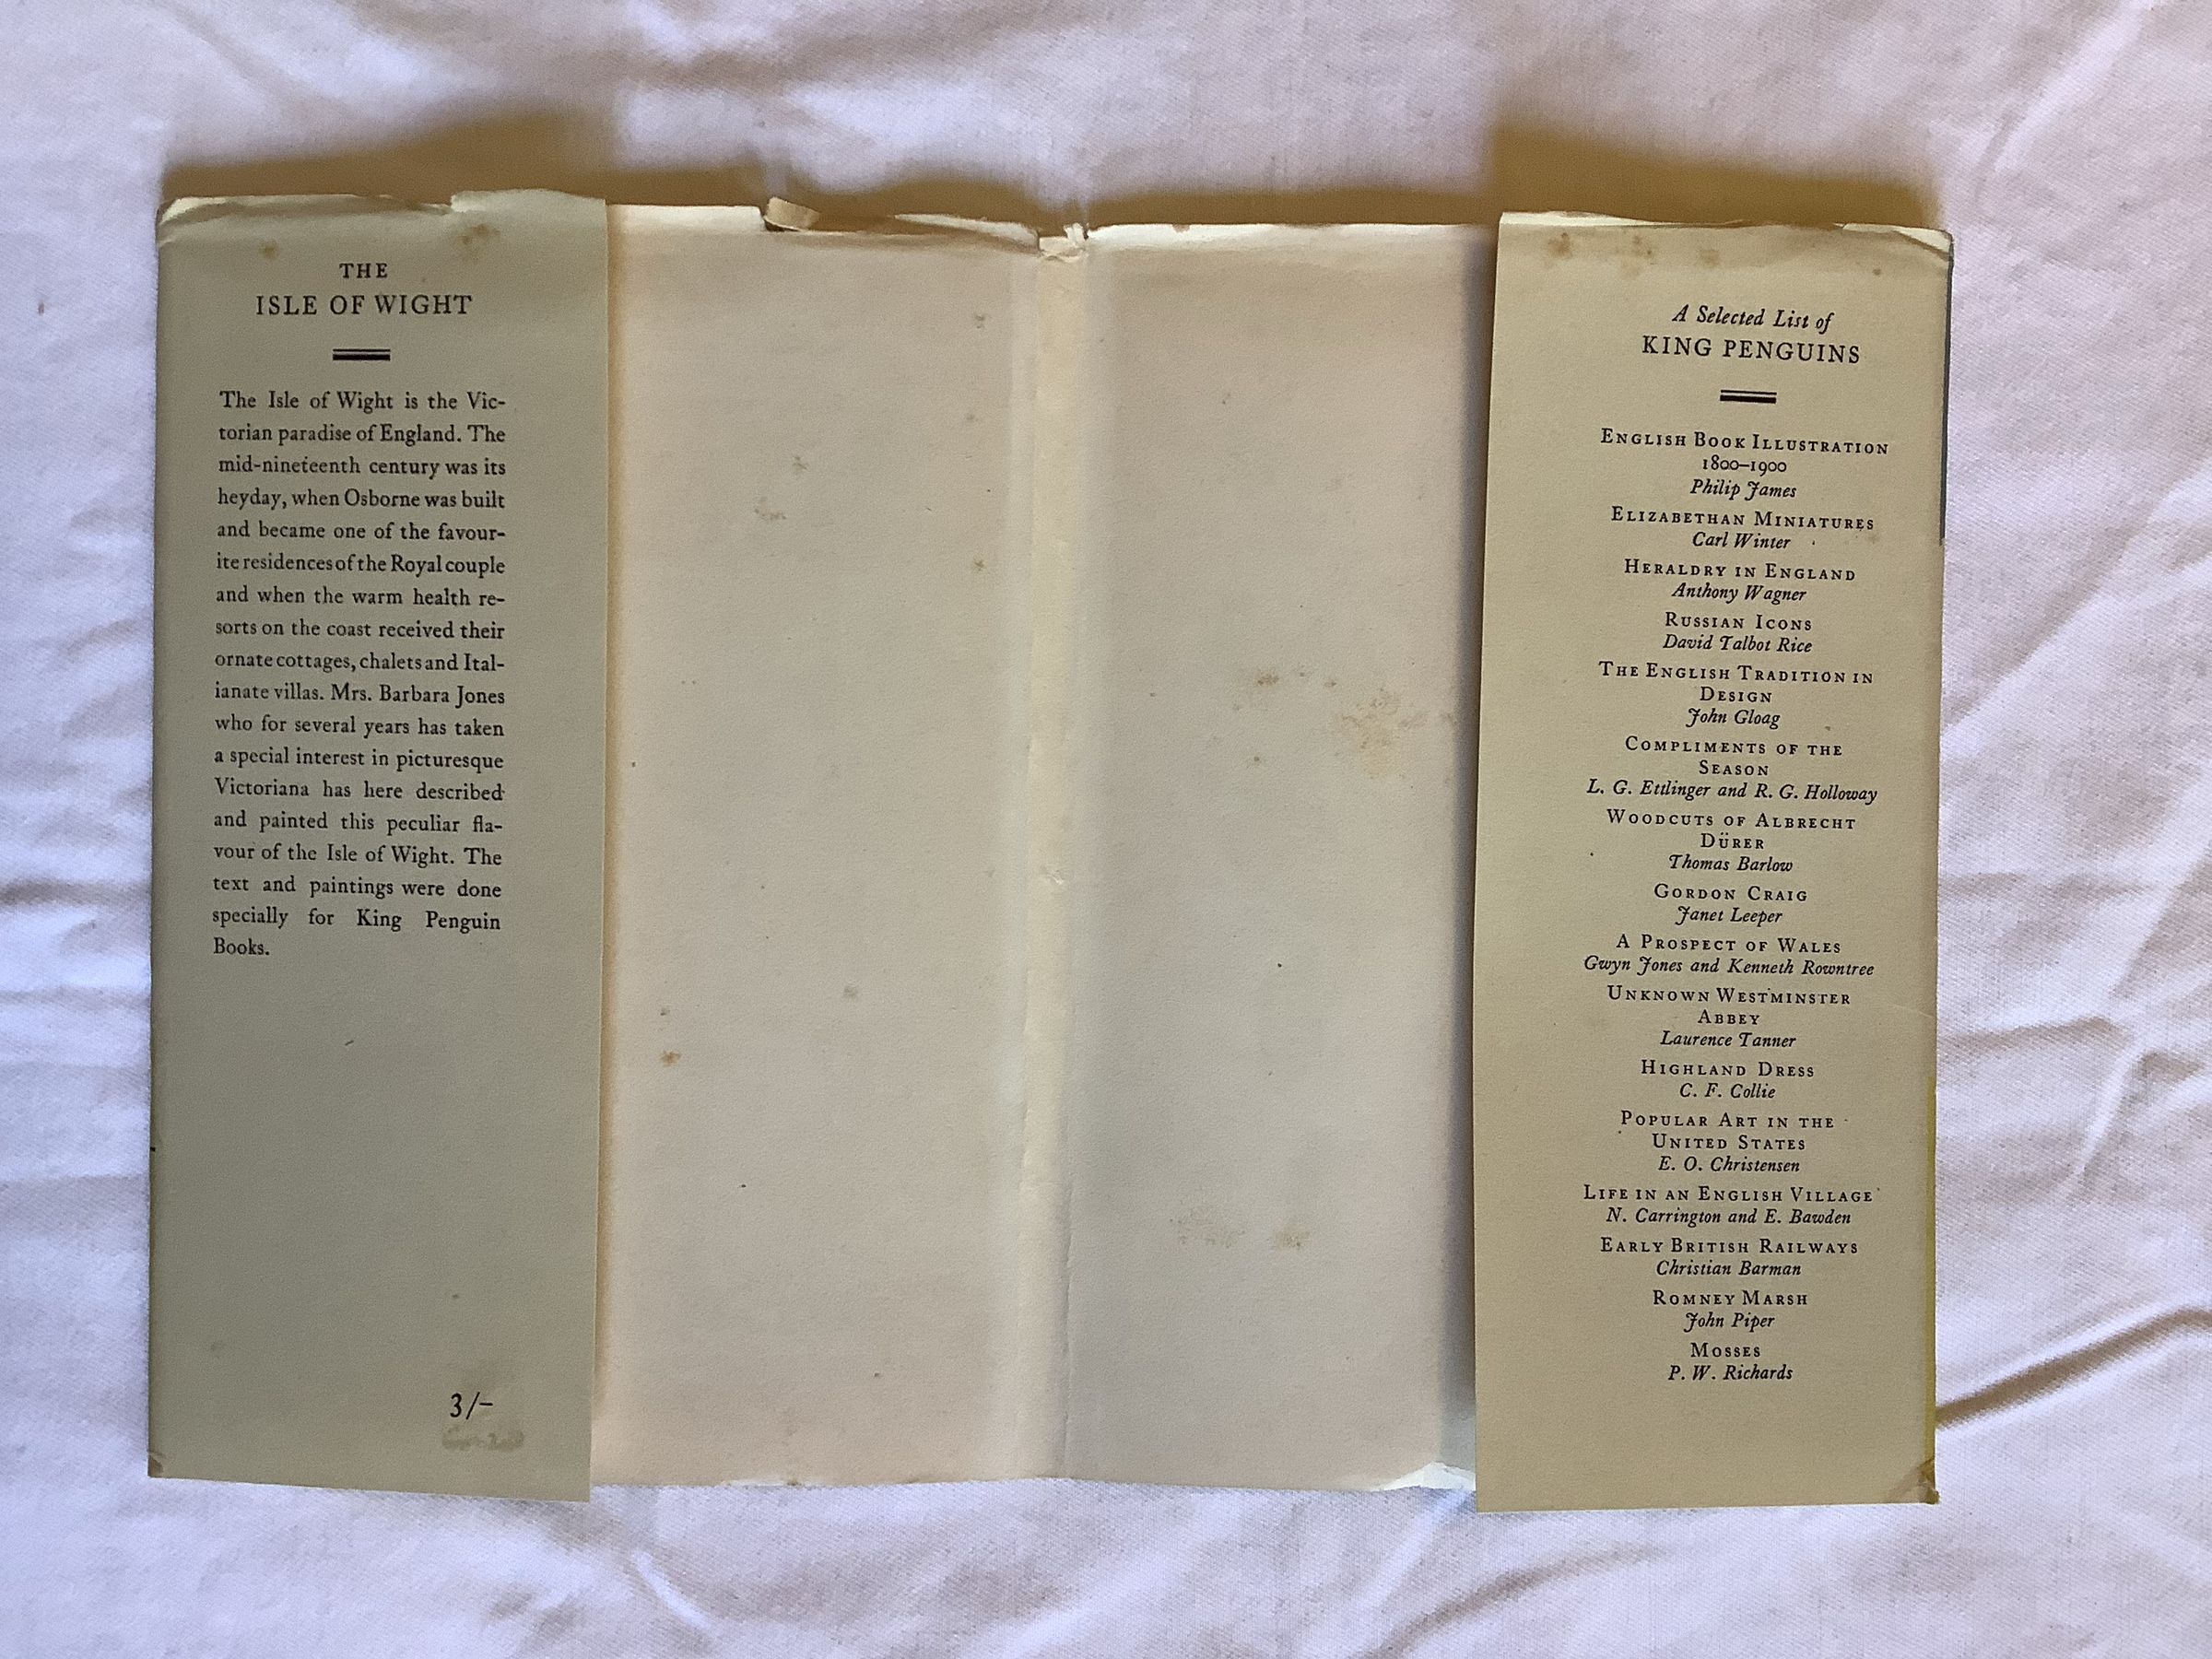 THE
ISLE OF WIGHT
The Isle of Wight is the Vic-
torian paradise of England. The
mid-nineteenth century was its
heyday, when Osborne was built
and became one of the favour-
ite residences of the Royal couple
and when the warm health re-
sorts on the coast received their
ornate cottages, chalets and Ital-
ianate villas. Mrs. Barbara Jones
who for several years has taken
a special interest in picturesque
Victoriana has here described
and painted this peculiar fla-
vour of the Isle of Wight. The
text and paintings were done
specially for King Penguin
Books.
3/-
A Selected List of
KING PENGUINS
ENGLISH BOOK ILLUSTRATION
1800–1900
Philip James
ELIZABETHAN MINIATURES
Carl Winter
HERALDRY IN ENGLAND
Anthony Wagner
RUSSIAN ICONS
David Talbot Rice
THE ENGLISH TRADITION IN
DESIGN
John Gloag
COMPLIMENTS OF THE
SEASON
L. G. Ettlinger and R. G. Holloway
WOODCUTS OF ALBRECHT
DÜRER
Thomas Barlow
GORDON CRAIG
Janet Leeper
A PROSPECT OF WALES
Gwyn Jones and Kenneth Rowntree
UNKNOWN WESTMINSTER
ABBEY
Laurence Tanner
HIGHLAND DRESS
C. F. Collie
POPULAR ART IN THE
UNITED STATES
E. O. Christensen
LIFE IN AN ENGLISH VILLAGE
N. Carrington and E. Bawden
EARLY BRITISH RAILWAYS
Christian Barman
ROMNEY MARSH
John Piper
MOSSES
P. W. Richards